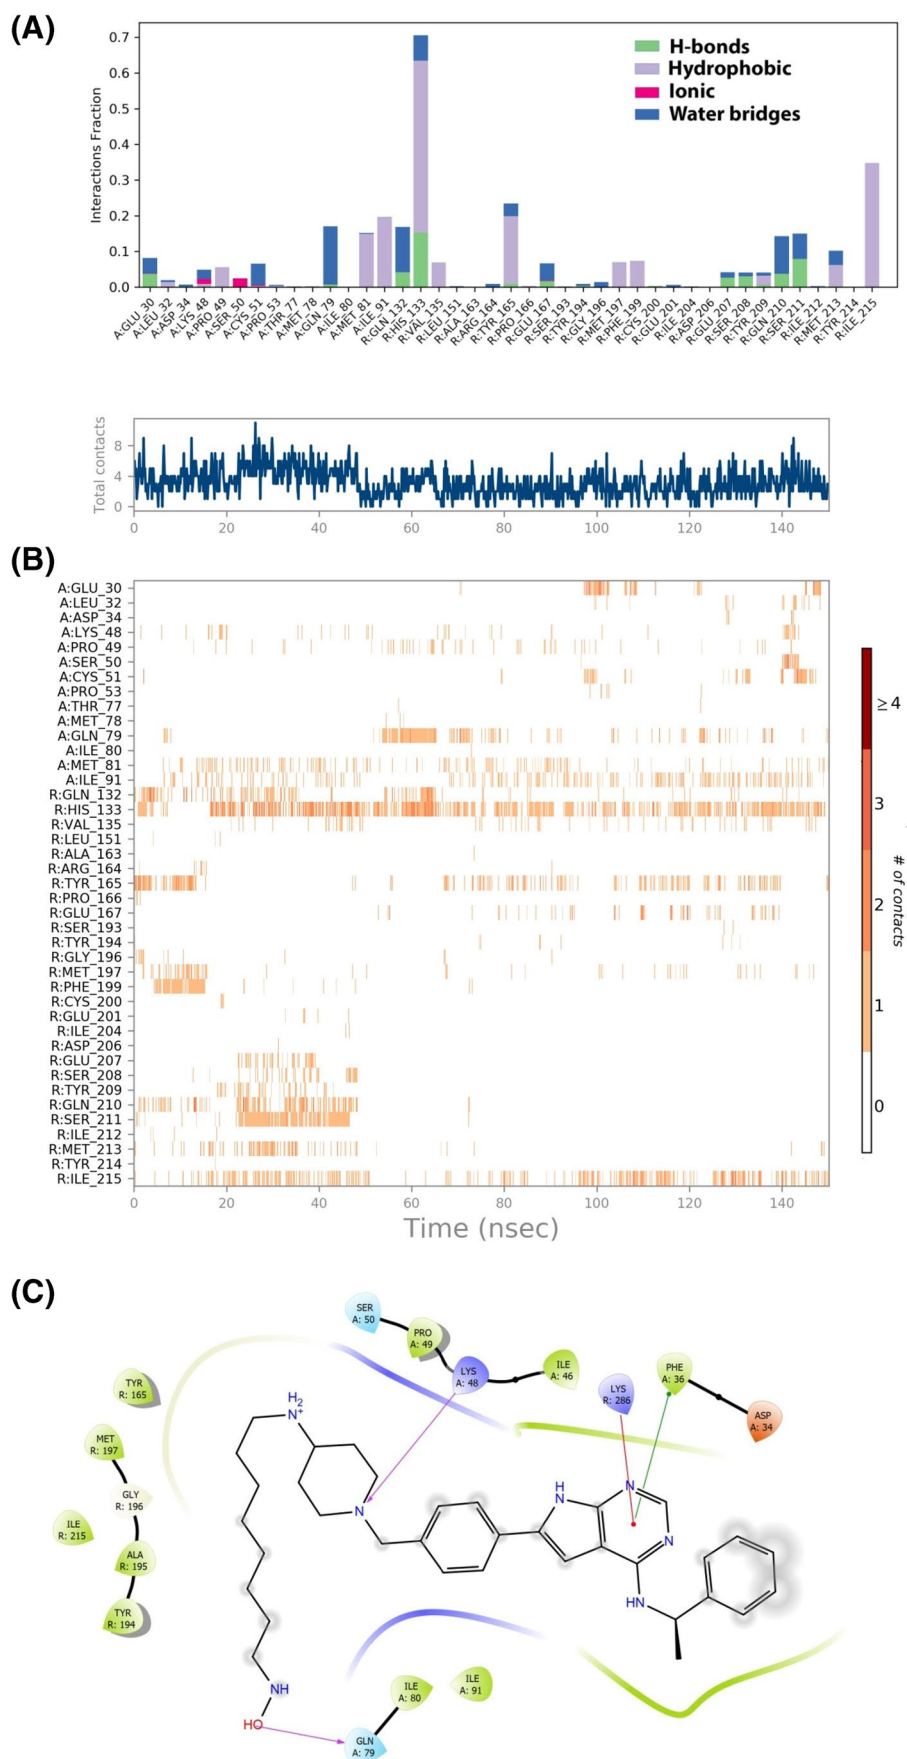 (A)
0.7
0.6
0.5
0.4
0.3
0.2
0.1
0.0
Interactions Fraction
H-bonds
Hydrophobic
Ionic
Water bridges
A:GLU_30
A:LEU_32
A:ASP_34
A:LYS_48
A:PRO_49
A:SER_50
A:CYS_51
A:PRO_53
A:THR_77
A:MET_78
A:GLN_79
A:ILE_80
A:MET_81
A:ILE_91
R:GLN_132
R:HIS_133
R:VAL_135
R:LEU_151
R:ALA_163
R:ARG_164
R:TYR_165
R:PRO_166
R:GLU_167
R:SER_193
R:TYR_194
R:GLY_196
R:MET_197
R:PHE_199
R:CYS_200
R:GLU_201
R:ILE_204
R:ASP_206
R:GLU_207
R:SER_208
R:TYR_209
R:GLN_210
R:SER_211
R:ILE_212
R:MET_213
R:TYR_214
R:ILE_215
Total contacts
8
4
0
0 20 40 60 80 100 120 140
(B)
A:GLU_30
A:LEU_32
A:ASP_34
A:LYS_48
A:PRO_49
A:SER_50
A:CYS_51
A:PRO_53
A:THR_77
A:MET_78
A:GLN_79
A:ILE_80
A:MET_81
A:ILE_91
R:GLN_132
R:HIS_133
R:VAL_135
R:LEU_151
R:ALA_163
R:ARG_164
R:TYR_165
R:PRO_166
R:GLU_167
R:SER_193
R:TYR_194
R:GLY_196
R:MET_197
R:PHE_199
R:CYS_200
R:GLU_201
R:ILE_204
R:ASP_206
R:GLU_207
R:SER_208
R:TYR_209
R:GLN_210
R:SER_211
R:ILE_212
R:MET_213
R:TYR_214
R:ILE_215
0 20 40 60 80 100 120 140
Time (nsec)
≥4
3
2
1
0
# of contacts
(C)
SER
A: 50
PRO
A: 49
LYS
A: 48
ILE
A: 46
LYS
R: 286
PHE
A: 36
ASP
A: 34
TYR
R: 165
MET
R: 197
GLY
R: 196
ILE
R: 215
ALA
R: 195
TYR
R: 194
H2
N+
N
H
N
N
N
HN
NH
HO
ILE
A: 80
ILE
A: 91
GLN
A: 79